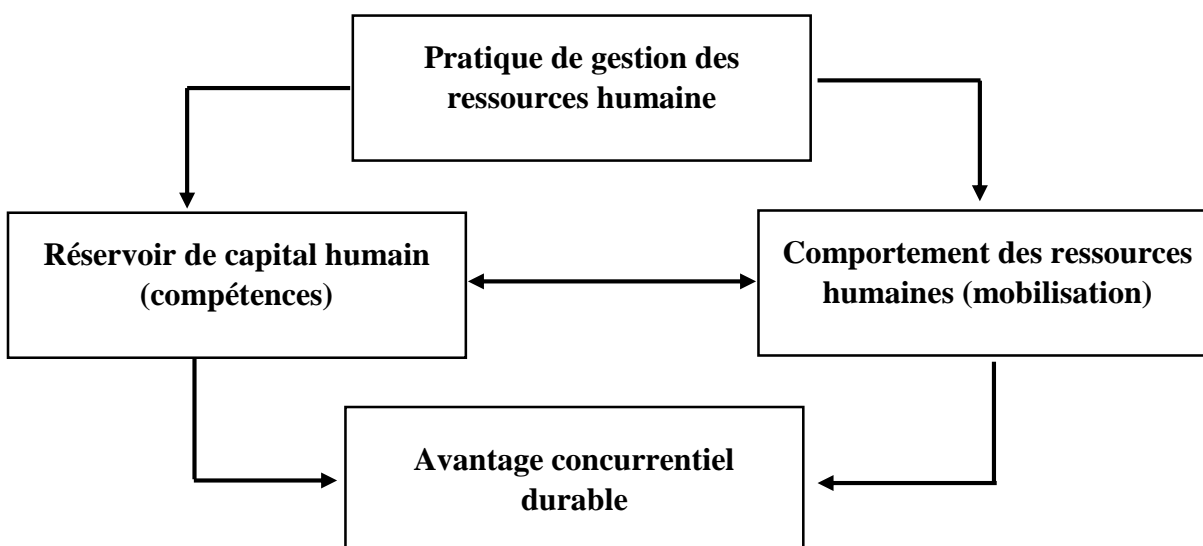 Pratique de gestion des
ressources humaine
Réservoir de capital humain
(compétences)
Comportement des ressources
humaines (mobilisation)
Avantage concurrentiel
durable